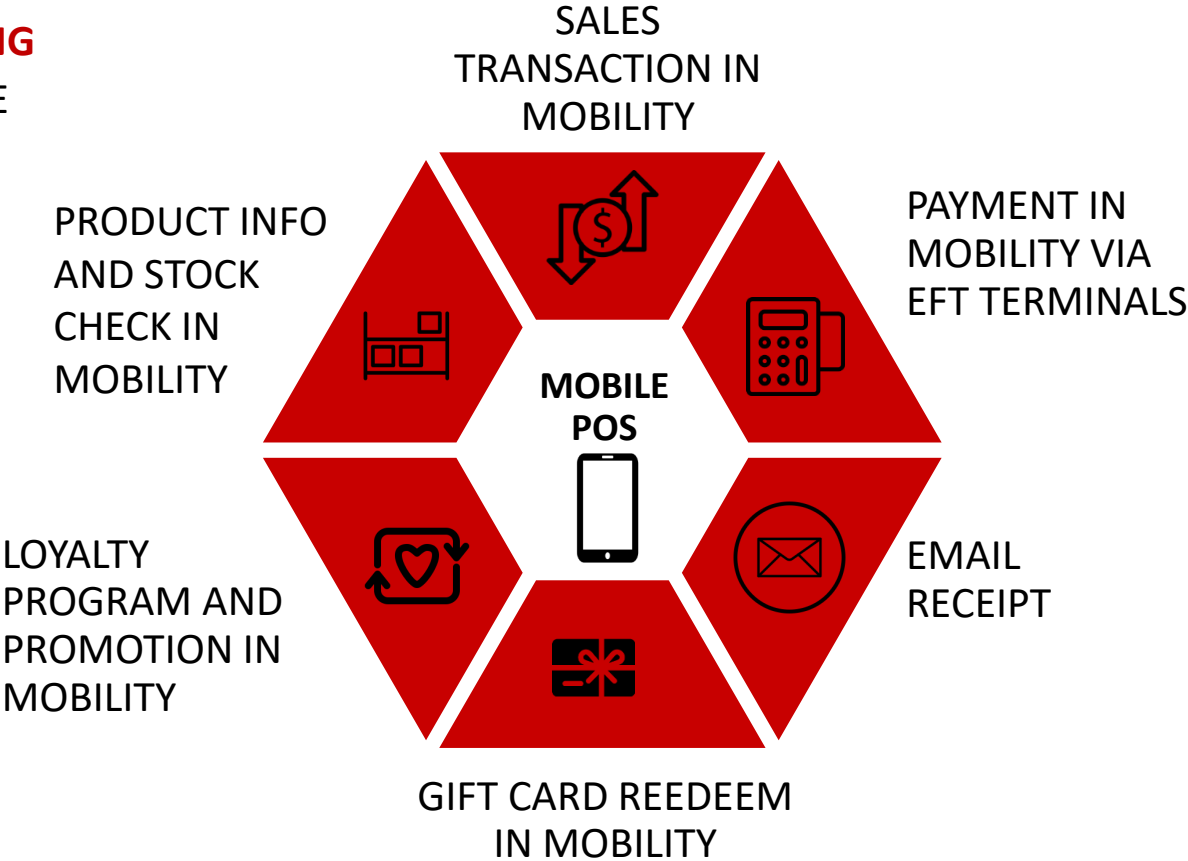 SALES
TRANSACTION IN
MOBILITY
PAYMENT IN
MOBILITY VIA
EFT TERMINALS
PRODUCT INFO
AND STOCK
CHECK IN
MOBILITY
$
MOBILE
POS
LOYALTY
PROGRAM AND
PROMOTION IN
MOBILITY
EMAIL
RECEIPT
GIFT CARD REEDEEM
IN MOBILITY